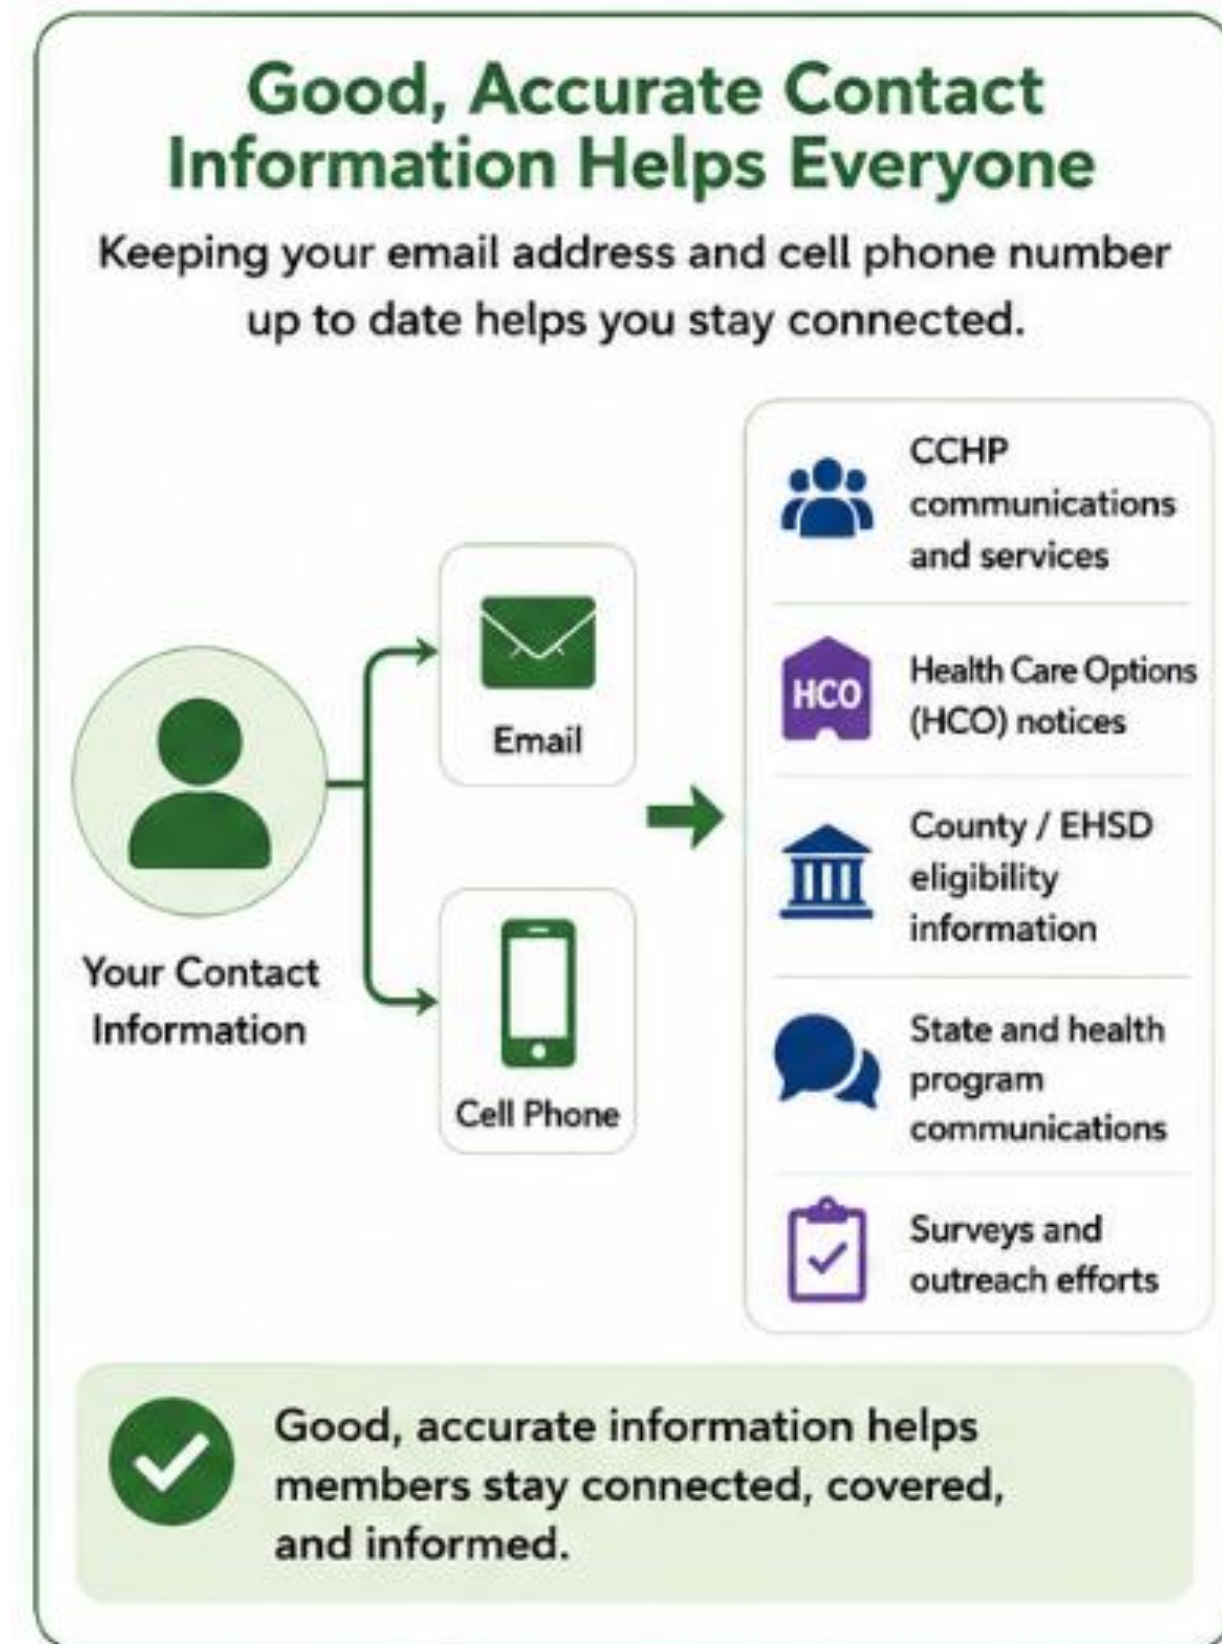 Good, Accurate Contact
Information Helps Everyone
Keeping your email address and cell phone number
up to date helps you stay connected.
Your Contact
Information
Email
Cell Phone
CCHP
communications
and services
HCO
Health Care Options
(HCO) notices
County / EHSD
eligibility
information
State and health
program
communications
Surveys and
outreach efforts
Good, accurate information helps
members stay connected, covered,
and informed.